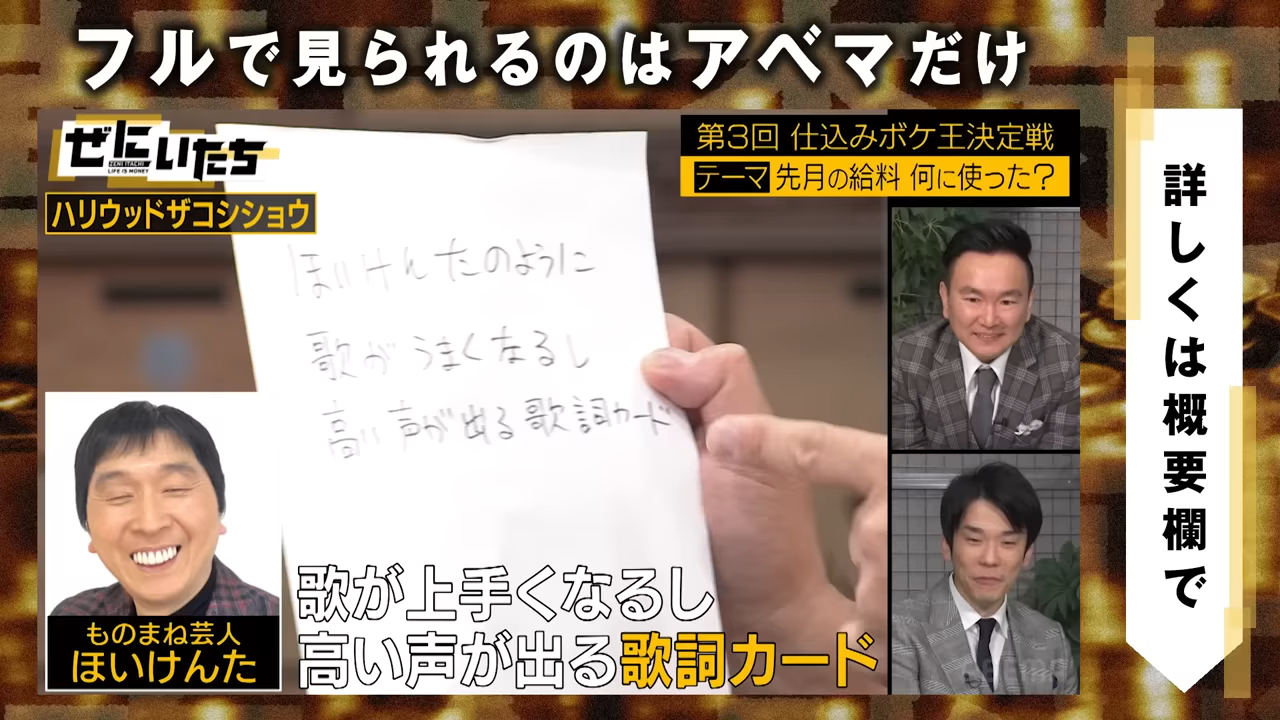 フルで見られるのはアベマだけ
ぜにいたち
ZENI ITACHI
LIFE IS MONEY
ハリウッドザコシショウ
第3回 仕込みボケ王決定戦
テーマ 先月の給料 何に使った?
ほいけんたのように
歌がうまくなるし
高い声が出る歌詞カード
ものまね芸人
ほいけんた
歌が上手くなるし
高い声が出る歌詞カード
詳しくは概要欄で